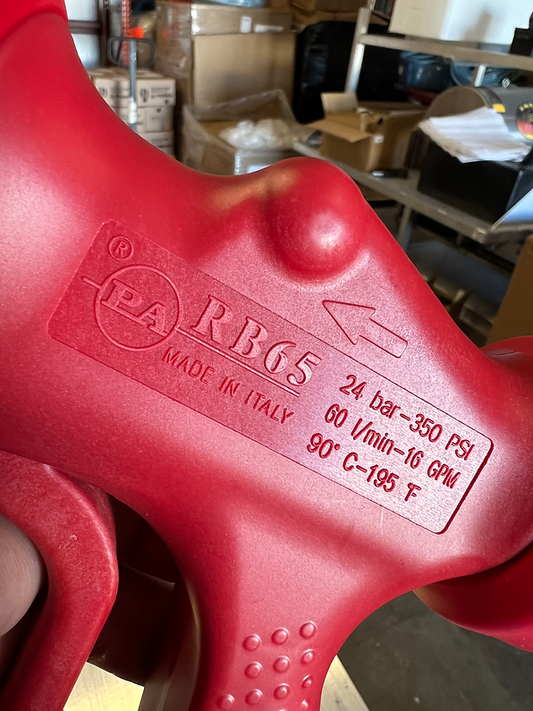 ®
PA
RB65
MADE IN ITALY
24 bar-350 PSI
60 l/min-16 GPM
90° C-195 °F